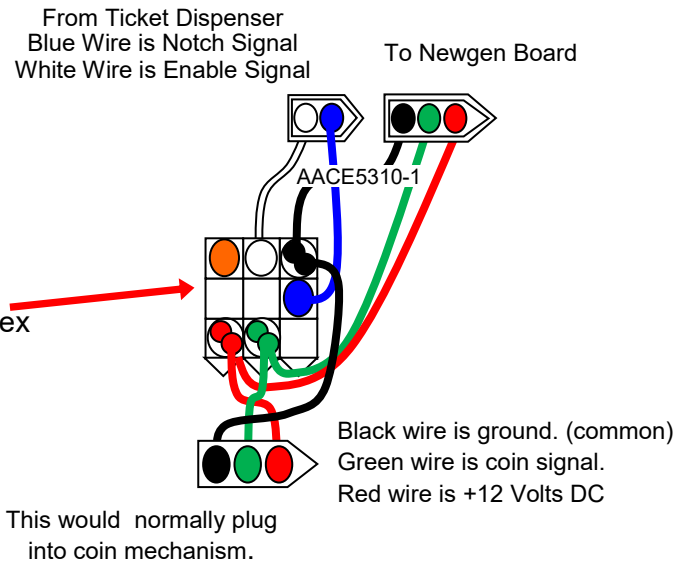 From Ticket Dispenser
Blue Wire is Notch Signal
White Wire is Enable Signal
To Newgen Board
AACE5310-1
ex
Black wire is ground. (common)
Green wire is coin signal.
Red wire is +12 Volts DC
This would normally plug
into coin mechanism.